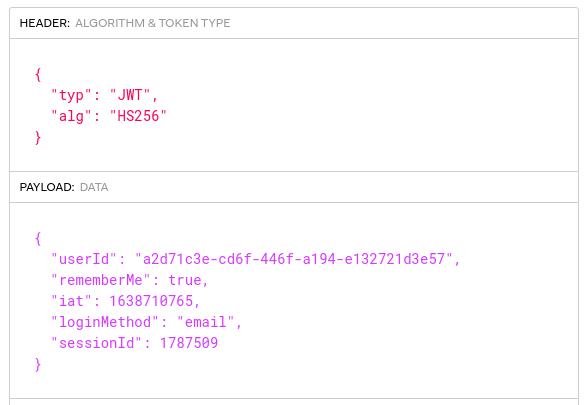 HEADER: ALGORITHM & TOKEN TYPE
{
"typ": "JWT",
"alg": "HS256"
}
PAYLOAD: DATA
{
"userId": "a2d71c3e-cd6f-446f-a194-e132721d3e57",
"rememberMe": true,
"iat": 1638710765,
"loginMethod": "email",
"sessionId": 1787509
}